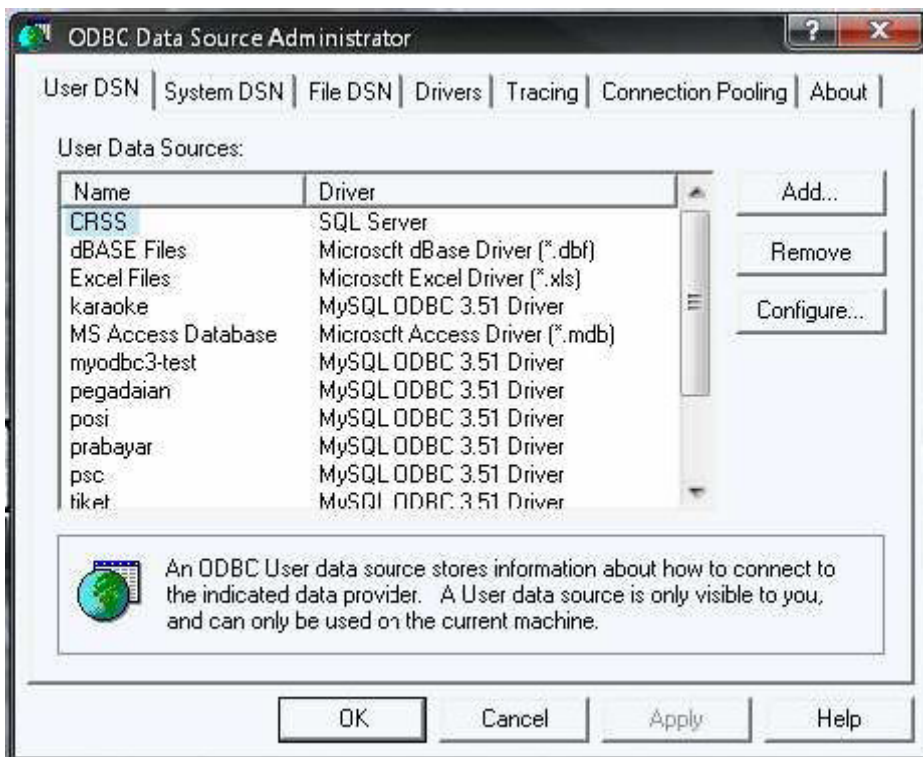 ODBC Data Source Administrator
User DSN System DSN File DSN Drivers Tracing Connection Pooling About
User Data Sources:
Name Driver
CRSS SQL Server
dBASE Files Microsoft dBase Driver (*.dbf)
Excel Files Microsoft Excel Driver (*.xls)
karaoke MySQL ODBC 3.51 Driver
MS Access Database Microsoft Access Driver (*.mdb)
myodbc3-test MySQL ODBC 3.51 Driver
pegadaian MySQL ODBC 3.51 Driver
posi MySQL ODBC 3.51 Driver
prabayar MySQL ODBC 3.51 Driver
psc MySQL ODBC 3.51 Driver
tiket MySQL ODBC 3.51 Driver
Add...
Remove
Configure...
An ODBC User data source stores information about how to connect to
the indicated data provider. A User data source is only visible to you,
and can only be used on the current machine.
OK Cancel Apply Help